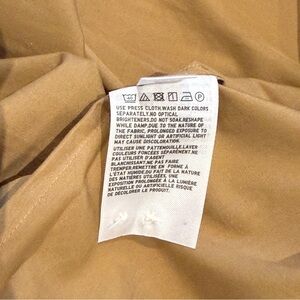 USE PRESS CLOTH.WASH DARK COLORS
SEPARATELY.NO OPTICAL
BRIGHTENERS.DO NOT SOAK.RESHAPE
WHILE DAMP.DUE TO THE NATURE OF
THE FABRIC, PROLONGED EXPOSURE TO
DIRECT SUNLIGHT OR ARTIFICIAL LIGHT
MAY CAUSE DISCOLORATION.
UTILISER UNE PATTEMOUILLE.LAVER
COULEURS FONCEES SÉPARÉMENT.NE
PAS UTILISER D'AGENT
BLANCHISSANT.NE PAS FAIRE
TREMPER.REMETTRE EN FORME À
L'ÉTAT HUMIDE.DU FAIT DE LA NATURE
DES MATIÈRES UTILISÉES, UNE
EXPOSITION PROLONGÉE À LA LUMIÈRE
NATURELLE OU ARTIFICIELLE RISQUE
DE DÉCOLORER LE PRODUIT.